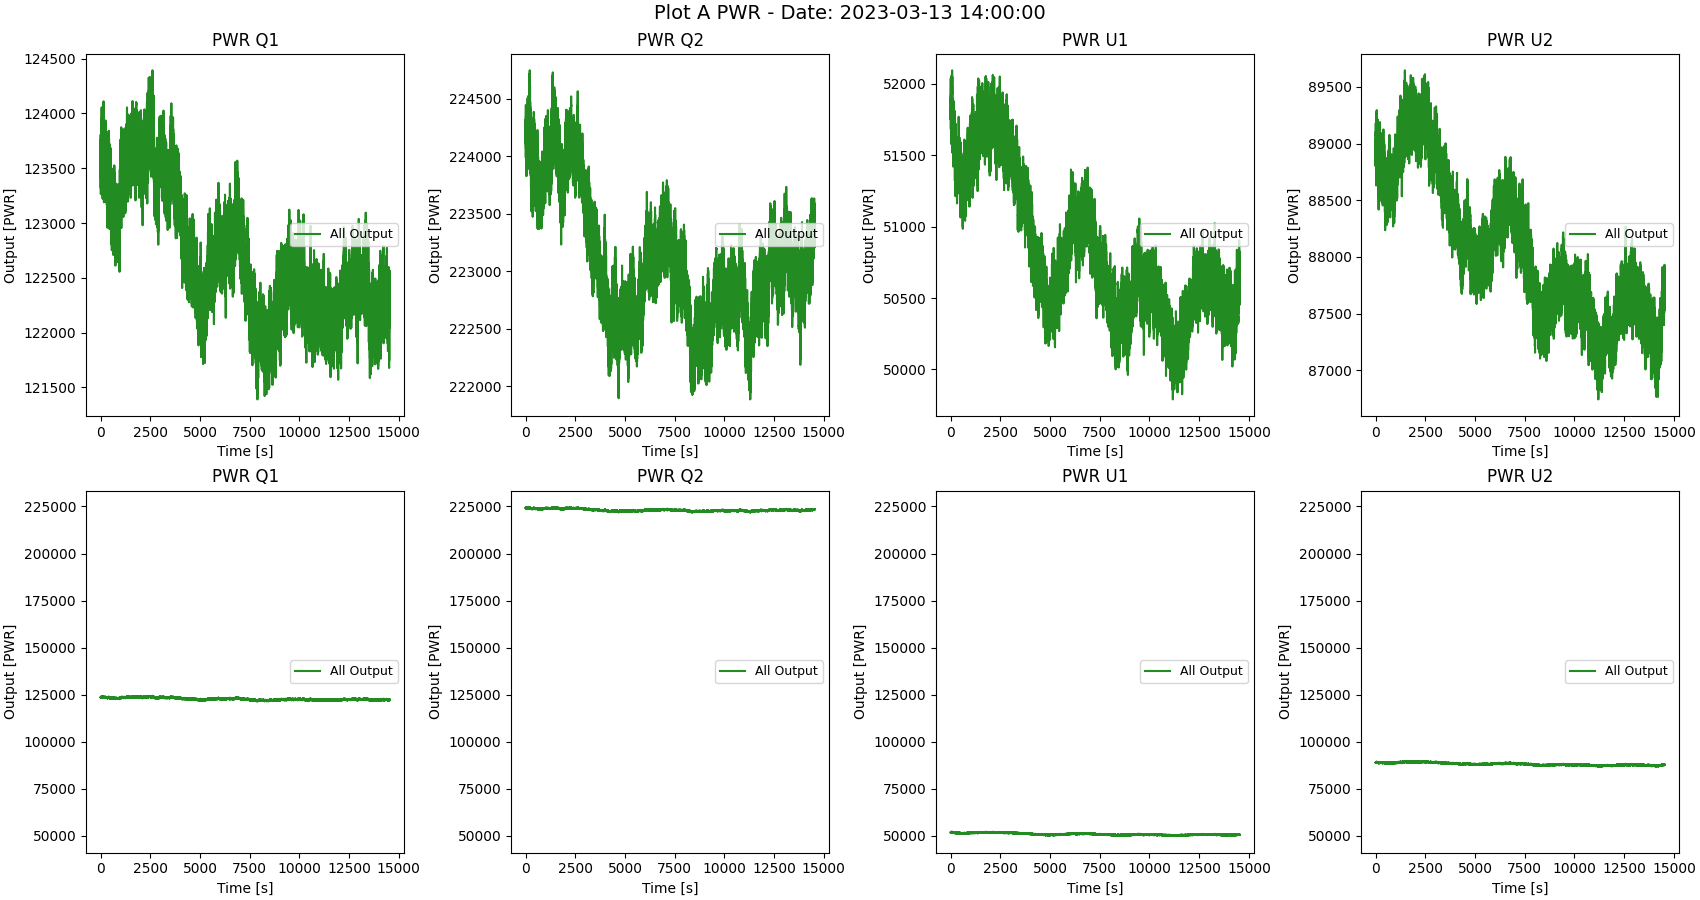 Plot A PWR - Date: 2023-03-13 14:00:00
PWR Q1
Output [PWR]
124500
124000
123500
123000
122500
122000
121500
All Output
0 2500 5000 7500 10000 12500 15000
Time [s]
PWR Q2
Output [PWR]
224500
224000
223500
223000
222500
222000
All Output
0 2500 5000 7500 10000 12500 15000
Time [s]
PWR U1
Output [PWR]
52000
51500
51000
50500
50000
All Output
0 2500 5000 7500 10000 12500 15000
Time [s]
PWR U2
Output [PWR]
89500
89000
88500
88000
87500
87000
All Output
0 2500 5000 7500 10000 12500 15000
Time [s]
PWR Q1
Output [PWR]
225000
200000
175000
150000
125000
100000
75000
50000
All Output
0 2500 5000 7500 10000 12500 15000
Time [s]
PWR Q2
Output [PWR]
225000
200000
175000
150000
125000
100000
75000
50000
All Output
0 2500 5000 7500 10000 12500 15000
Time [s]
PWR U1
Output [PWR]
225000
200000
175000
150000
125000
100000
75000
50000
All Output
0 2500 5000 7500 10000 12500 15000
Time [s]
PWR U2
Output [PWR]
225000
200000
175000
150000
125000
100000
75000
50000
All Output
0 2500 5000 7500 10000 12500 15000
Time [s]